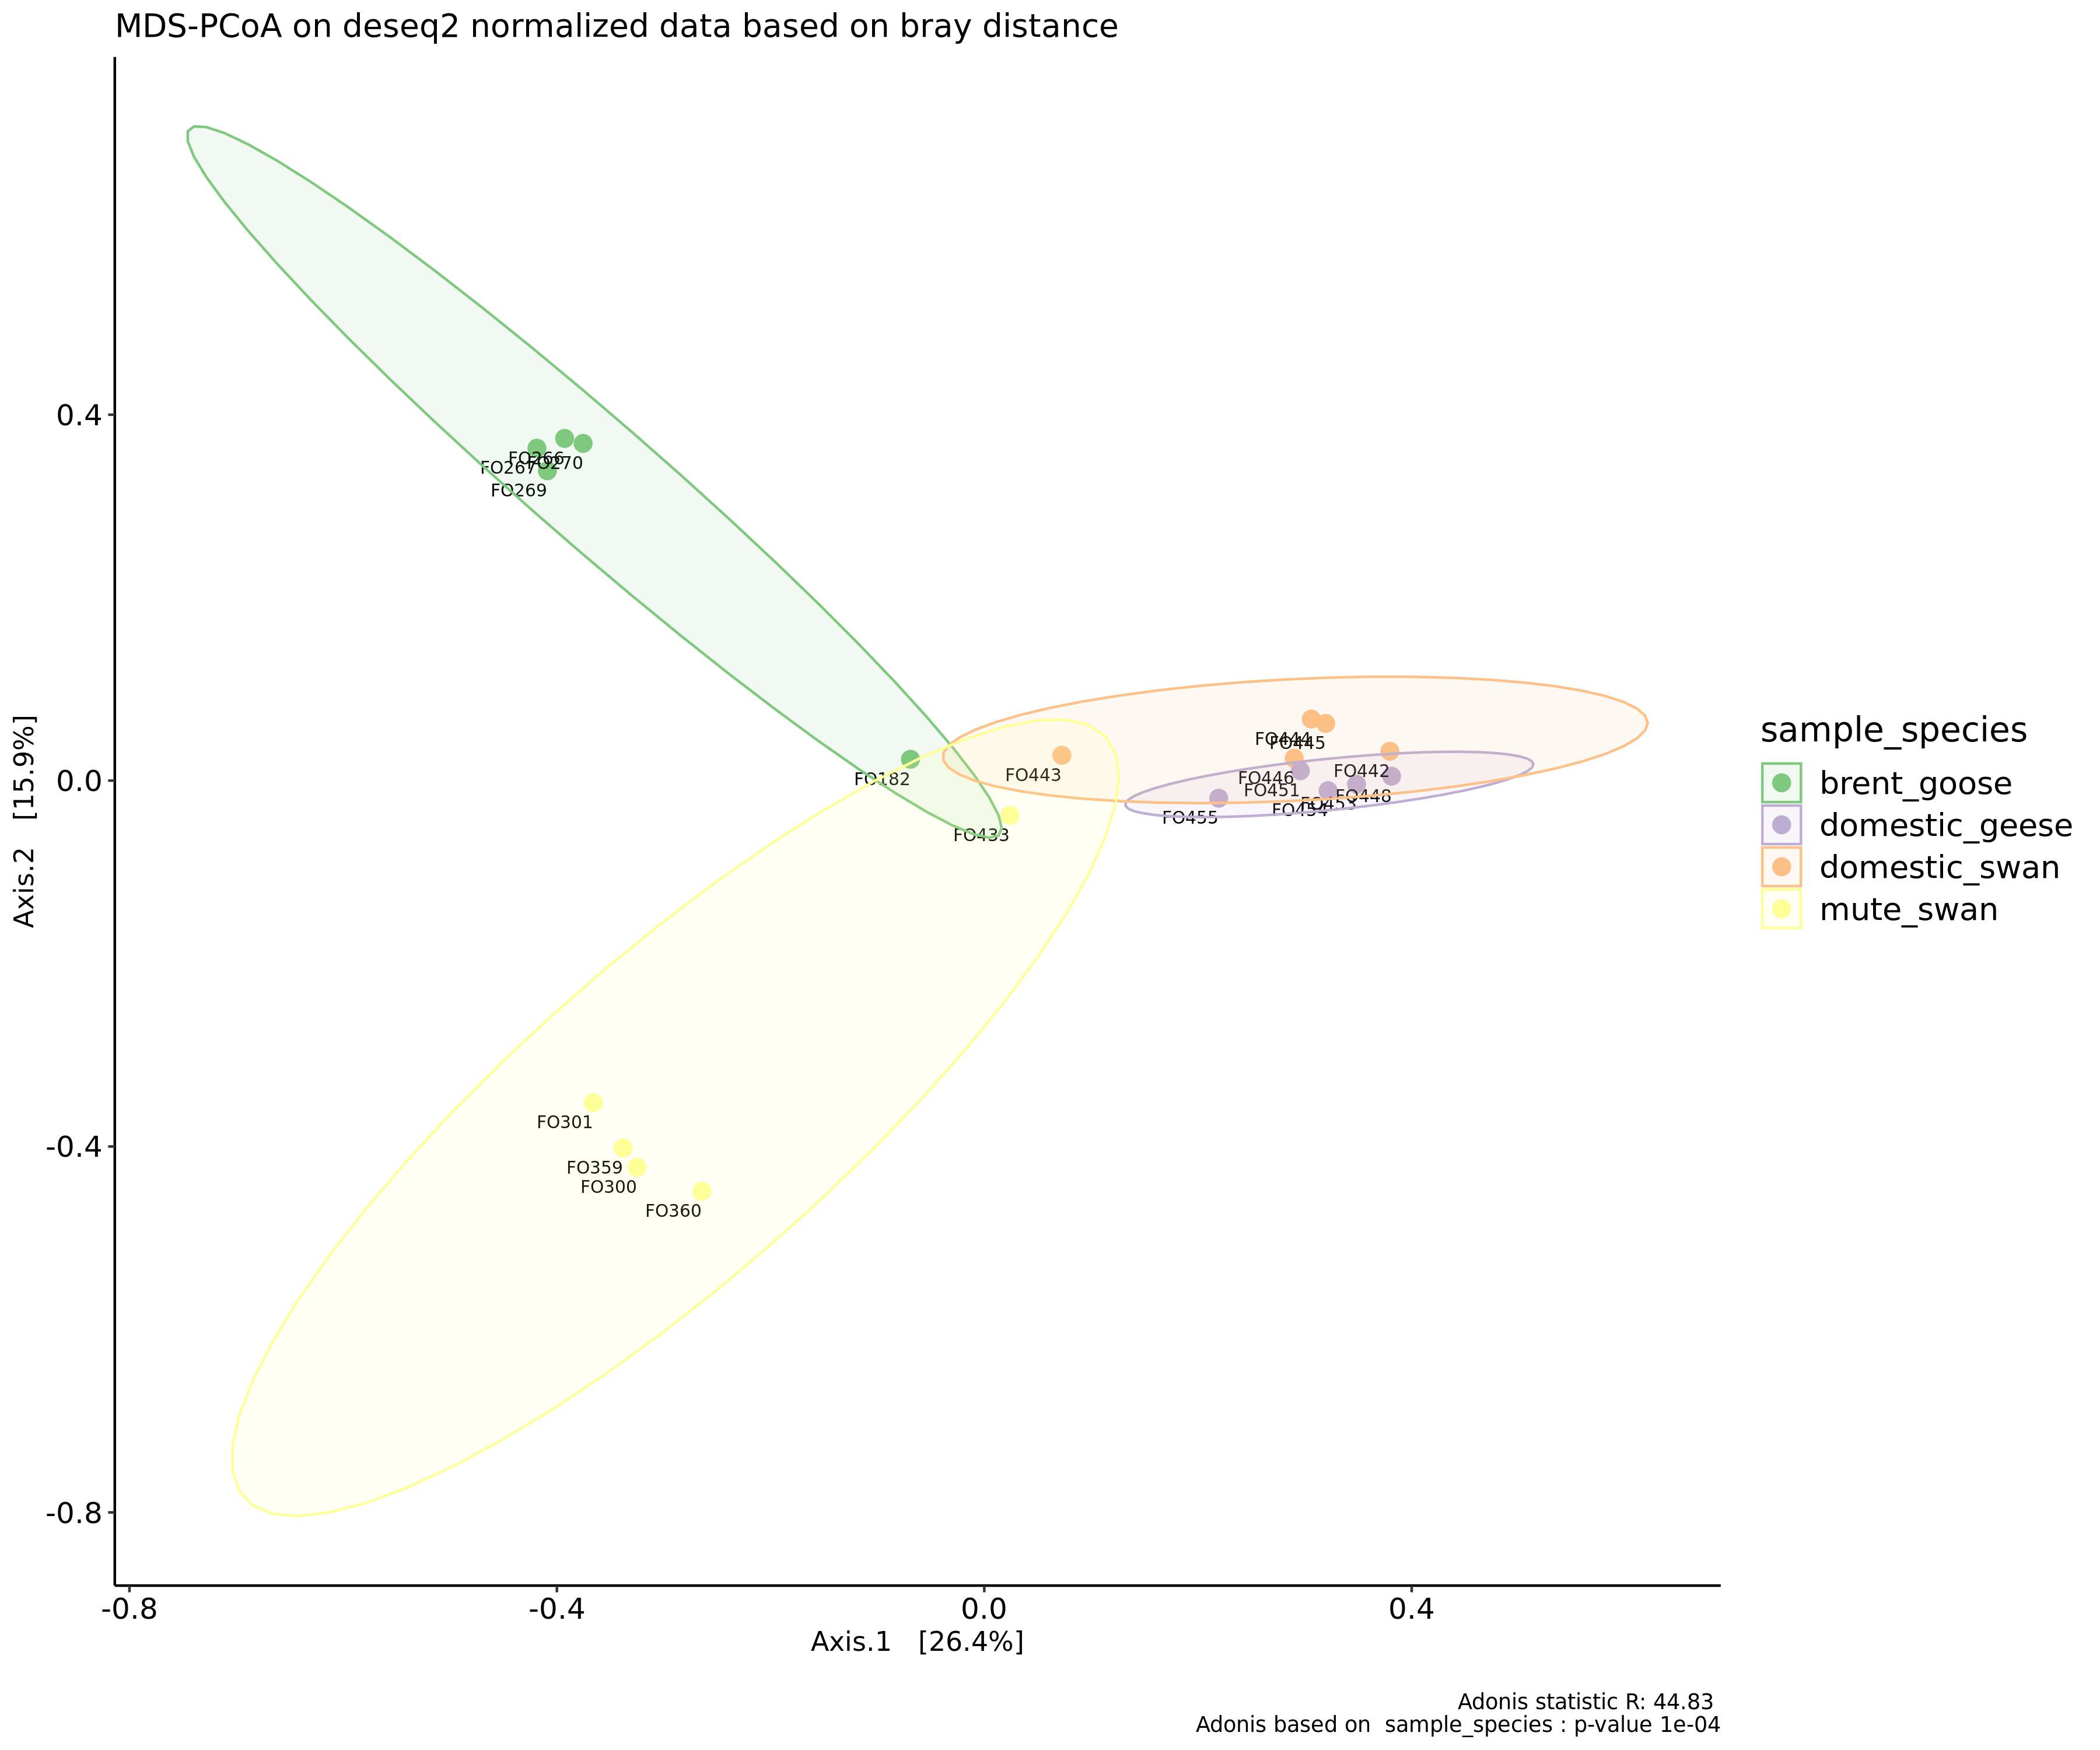 MDS-PCoA on deseq2 normalized data based on bray distance
0.4
0.0
-0.4
-0.8
Axis.2 [15.9%]
FO266
FO267
FO270
FO269
FO182
FO443
FO433
FO444
FO445
FO446
FO442
FO451
FO448
FO453
FO454
FO455
FO301
FO359
FO300
FO360
-0.8
-0.4
0.0
0.4
Axis.1 [26.4%]
sample_species
brent_goose
domestic_geese
domestic_swan
mute_swan
Adonis statistic R: 44.83
Adonis based on sample_species : p-value 1e-04